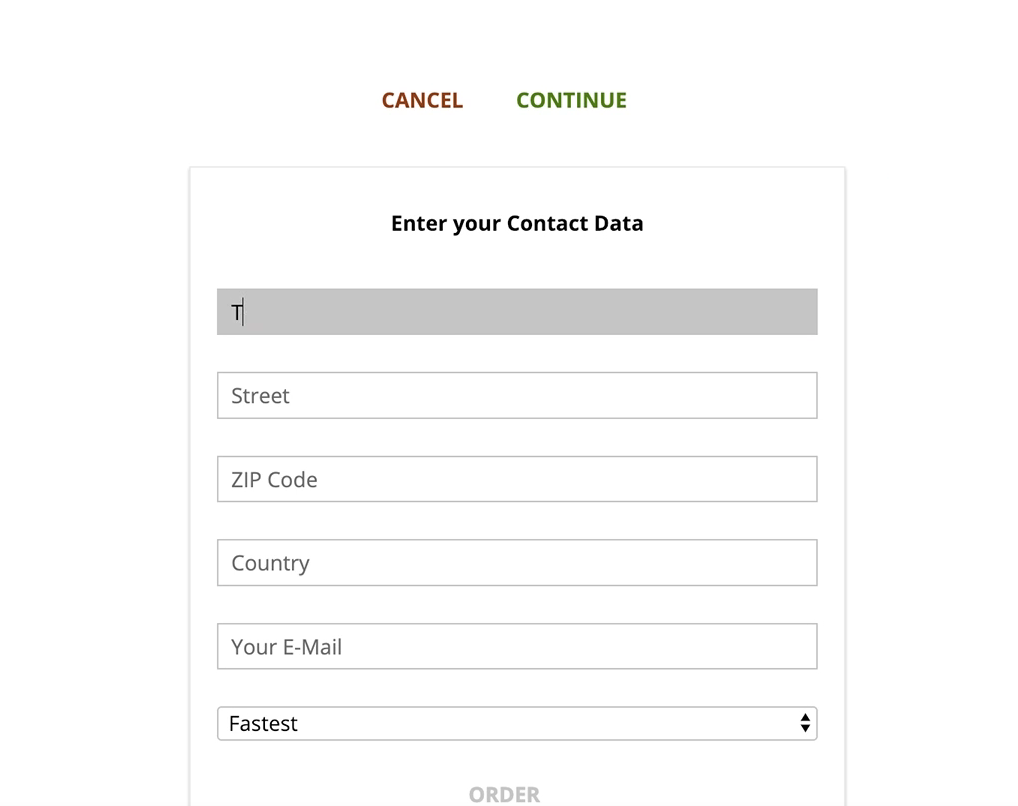 CANCEL CONTINUE
Enter your Contact Data
T
Street
ZIP Code
Country
Your E-Mail
Fastest
ORDER